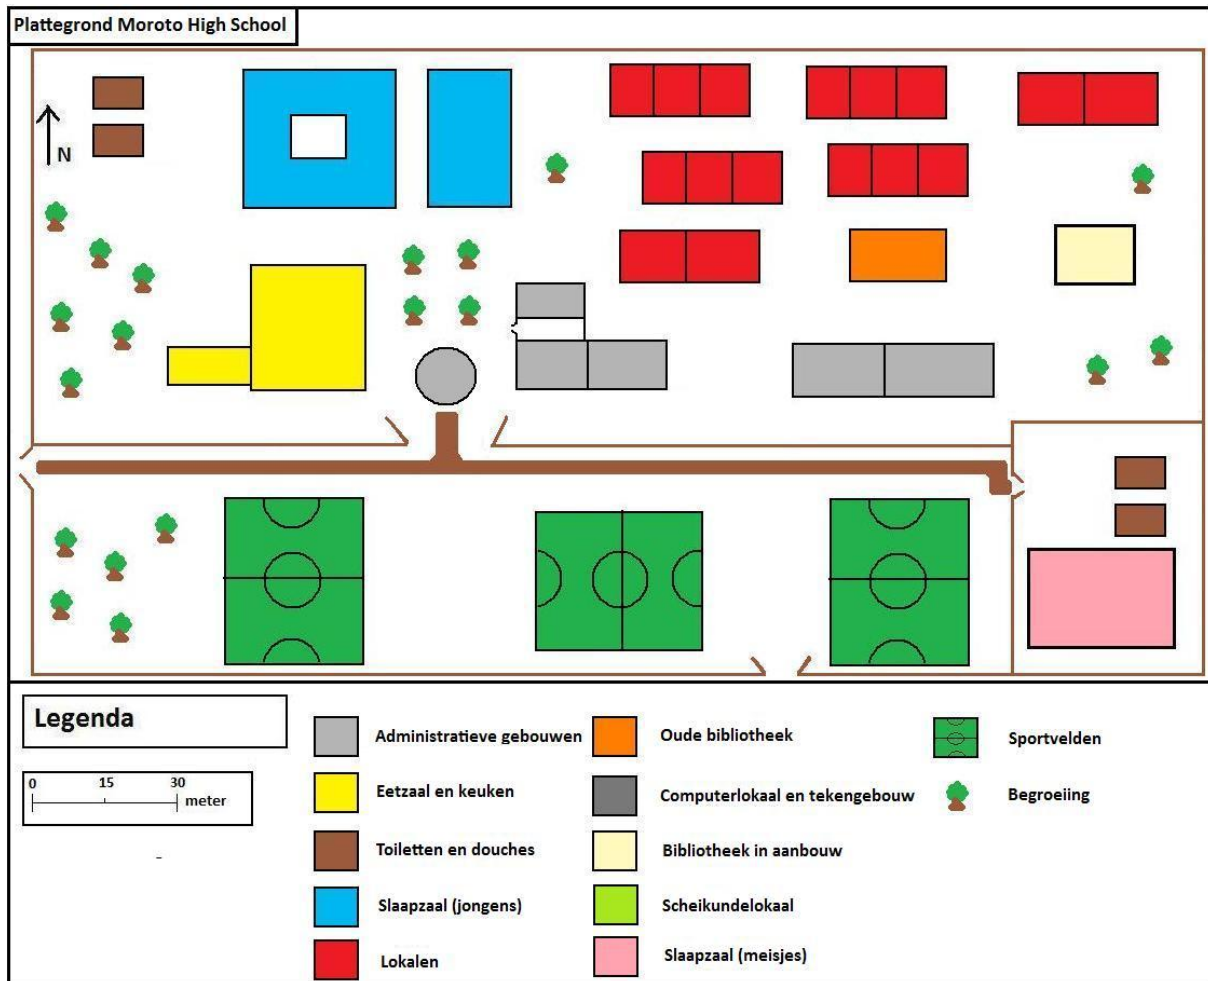 Plattegrond Moroto High School
N
Legenda
0 15 30
meter
Administratieve gebouwen
Eetzaal en keuken
Toiletten en douches
Slaapzaal (jongens)
Lokalen
Oude bibliotheek
Computerlokaal en tekengebouw
Bibliotheek in aanbouw
Scheikundelokaal
Slaapzaal (meisjes)
Sportvelden
Begroeiing